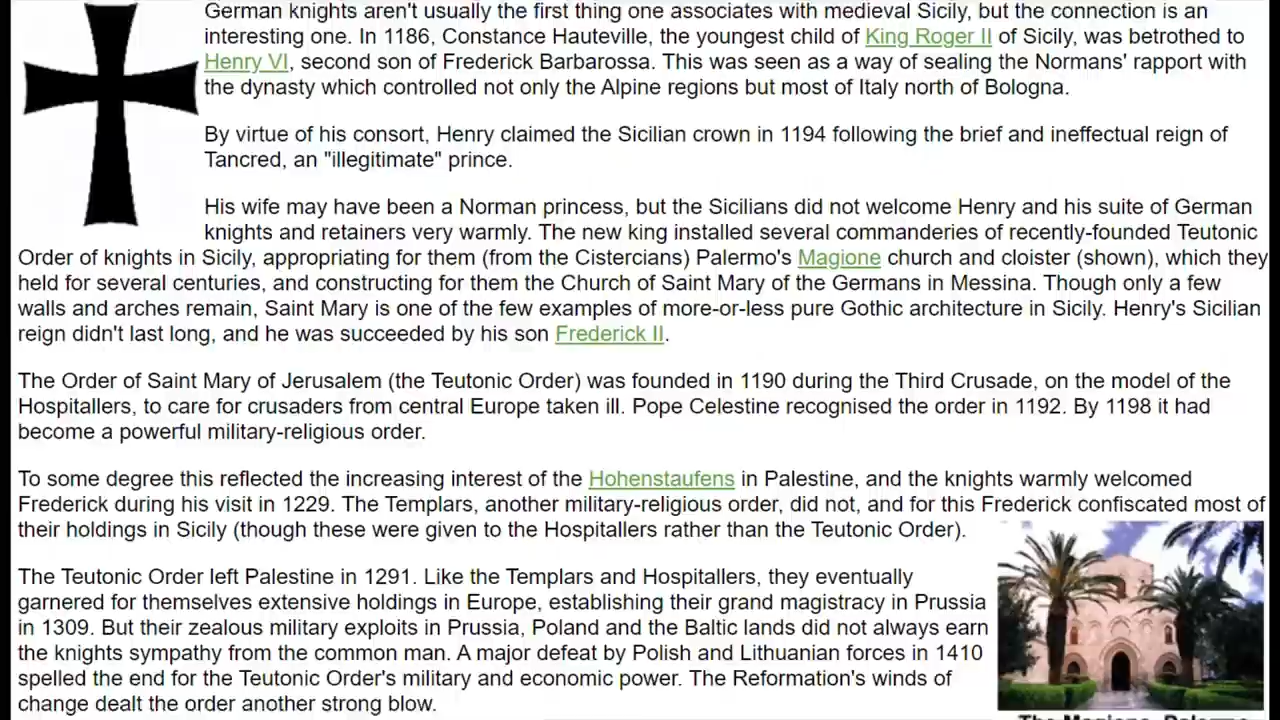 German knights aren't usually the first thing one associates with medieval Sicily, but the connection is an
interesting one. In 1186, Constance Hauteville, the youngest child of King Roger II of Sicily, was betrothed to
Henry VI, second son of Frederick Barbarossa. This was seen as a way of sealing the Normans' rapport with
the dynasty which controlled not only the Alpine regions but most of Italy north of Bologna.
By virtue of his consort, Henry claimed the Sicilian crown in 1194 following the brief and ineffectual reign of
Tancred, an "illegitimate" prince.
His wife may have been a Norman princess, but the Sicilians did not welcome Henry and his suite of German
knights and retainers very warmly. The new king installed several commanderies of recently-founded Teutonic
Order of knights in Sicily, appropriating for them (from the Cistercians) Palermo's Magione church and cloister (shown), which they
held for several centuries, and constructing for them the Church of Saint Mary of the Germans in Messina. Though only a few
walls and arches remain, Saint Mary is one of the few examples of more-or-less pure Gothic architecture in Sicily. Henry's Sicilian
reign didn't last long, and he was succeeded by his son Frederick II.
The Order of Saint Mary of Jerusalem (the Teutonic Order) was founded in 1190 during the Third Crusade, on the model of the
Hospitallers, to care for crusaders from central Europe taken ill. Pope Celestine recognised the order in 1192. By 1198 it had
become a powerful military-religious order.
To some degree this reflected the increasing interest of the Hohenstaufens in Palestine, and the knights warmly welcomed
Frederick during his visit in 1229. The Templars, another military-religious order, did not, and for this Frederick confiscated most of
their holdings in Sicily (though these were given to the Hospitallers rather than the Teutonic Order).
The Teutonic Order left Palestine in 1291. Like the Templars and Hospitallers, they eventually
garnered for themselves extensive holdings in Europe, establishing their grand magistracy in Prussia
in 1309. But their zealous military exploits in Prussia, Poland and the Baltic lands did not always earn
the knights sympathy from the common man. A major defeat by Polish and Lithuanian forces in 1410
spelled the end for the Teutonic Order's military and economic power. The Reformation's winds of
change dealt the order another strong blow.
The Magione, Palermo